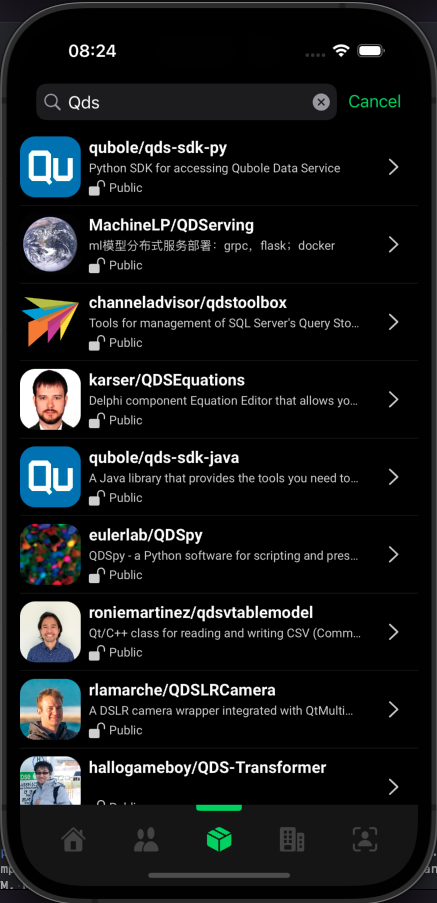 08:24
Qds
Cancel
Qu
qubole/qds-sdk-py
Python SDK for accessing Qubole Data Service
Public
MachineLP/QDServing
ml模型分布式服务部署：grpc，flask；docker
Public
channeladvisor/qdstoolbox
Tools for management of SQL Server's Query Sto...
Public
karser/QDSEquations
Delphi component Equation Editor that allows yo...
Public
Qu
qubole/qds-sdk-java
A Java library that provides the tools you need to...
Public
eulerlab/QDSpy
QDSpy - a Python software for scripting and pres...
Public
roniemartinez/qdsvtablemodel
Qt/C++ class for reading and writing CSV (Comm...
Public
rlamarche/QDSLRCamera
A DSLR camera wrapper integrated with QtMulti...
Public
hallogameboy/QDS-Transformer